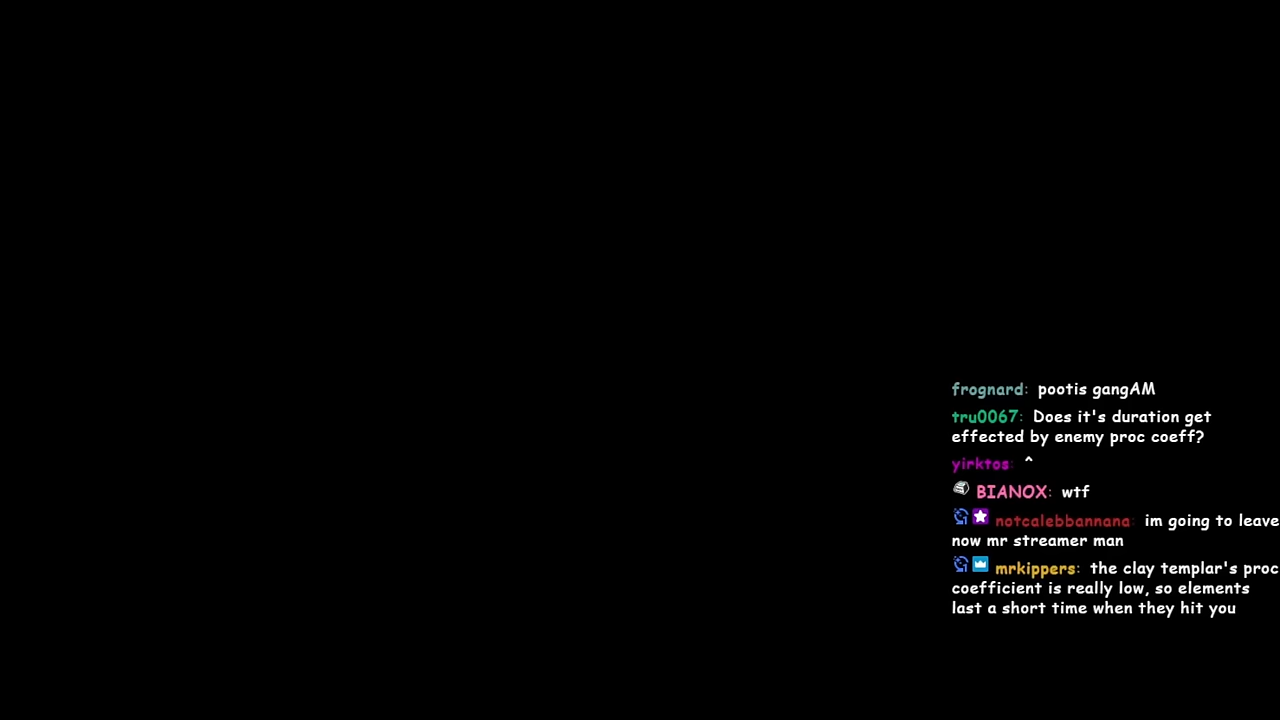 frognard: pootis gangAM
tru0067: Does it's duration get
effected by enemy proc coeff?
yirktos: ^
BIANOX: wtf
notcalebbannana: im going to leave
now mr streamer man
mrkippers: the clay templar's proc
coefficient is really low, so elements
last a short time when they hit you